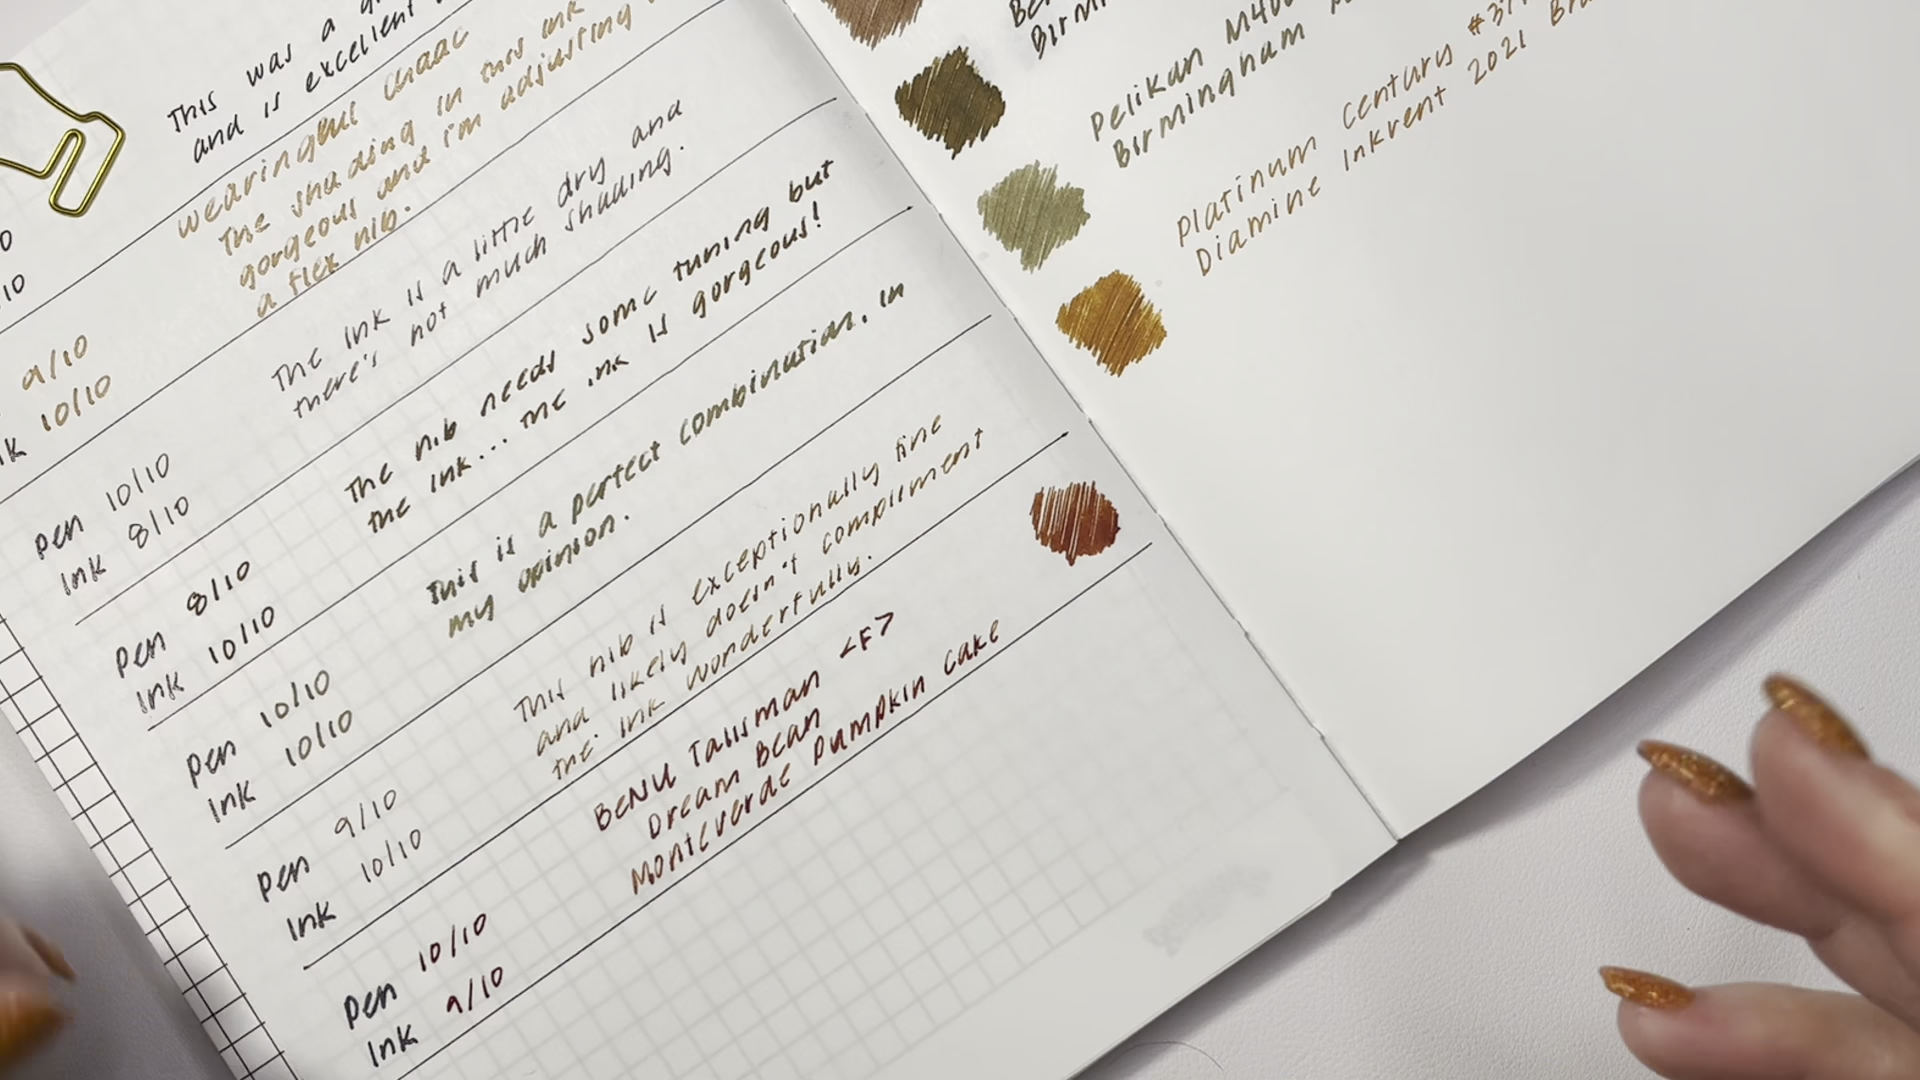 This was a
and is excellent
wearingeul
The shading in this ink
gorgeous and i'm adjusting
a flex nib.
9/10
10/10
The ink is a little dry and
there's not much shading.
Pen 10/10
Ink 8/10
The nib needs some tuning but
the ink... the ink is gorgeous!
Pen 8/10
Ink 10/10
This is a perfect combination, in
my opinion.
Pen 10/10
Ink 10/10
This nib is exceptionally fine
and likely doesn't complement
the ink wonderfully.
Pen 9/10
Ink 10/10
BeNU Talisman <F>
Dream Bean
Monteverde Pumpkin Cake
Pen 10/10
Ink 9/10
Pelikan
Birmingham
Platinum Century
Diamine Inkvent 2021